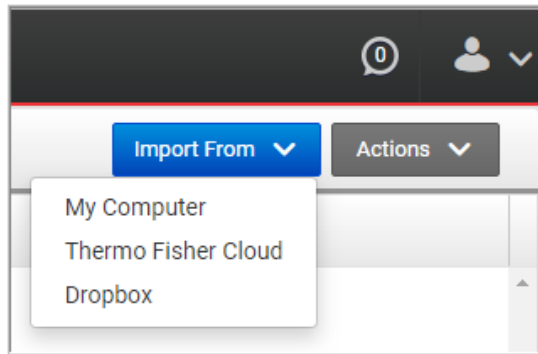 0
Import From
Actions
My Computer
Thermo Fisher Cloud
Dropbox